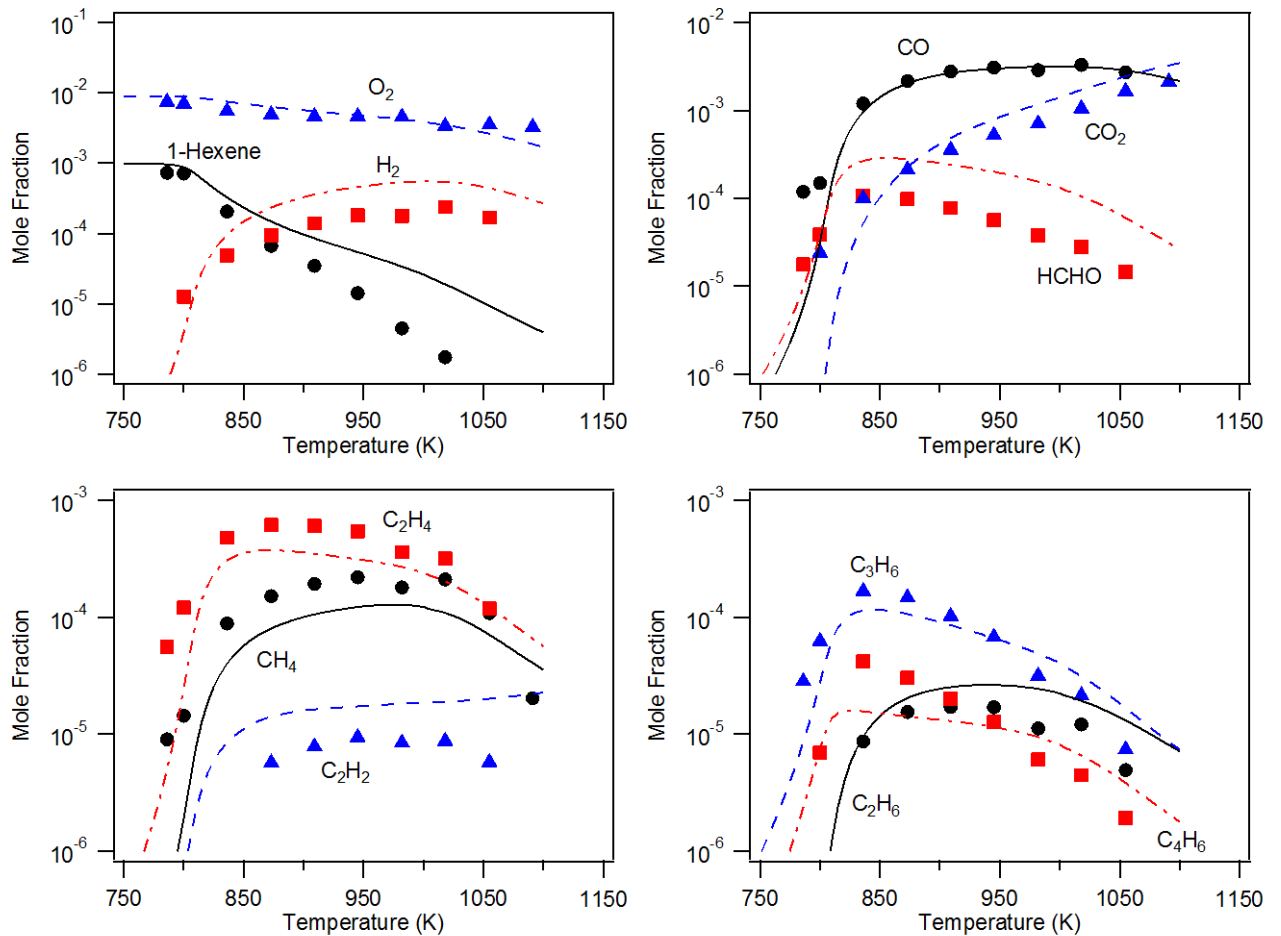 10⁻¹
10⁻²
10⁻³
10⁻⁴
10⁻⁵
10⁻⁶
Mole Fraction
O₂
1-Hexene
H₂
750 850 950 1050 1150
Temperature (K)
10⁻²
10⁻³
10⁻⁴
10⁻⁵
10⁻⁶
Mole Fraction
CO
CO₂
HCHO
750 850 950 1050 1150
Temperature (K)
10⁻³
10⁻⁴
10⁻⁵
10⁻⁶
Mole Fraction
C₂H₄
CH₄
C₂H₂
750 850 950 1050 1150
Temperature (K)
10⁻³
10⁻⁴
10⁻⁵
10⁻⁶
Mole Fraction
C₃H₆
C₂H₆
C₄H₆
750 850 950 1050 1150
Temperature (K)